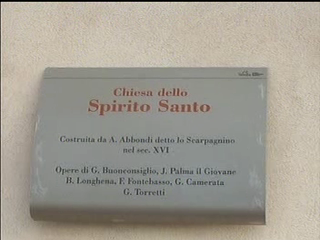 Chiesa dello
Spirito Santo
Costruita da A. Abbondi detto lo Scarpagnino
nel sec. XVI
Opere di G. Buonconsiglio, J. Palma il Giovane
B. Longhena, F. Fontebasso, G. Camerata
G. Torretti